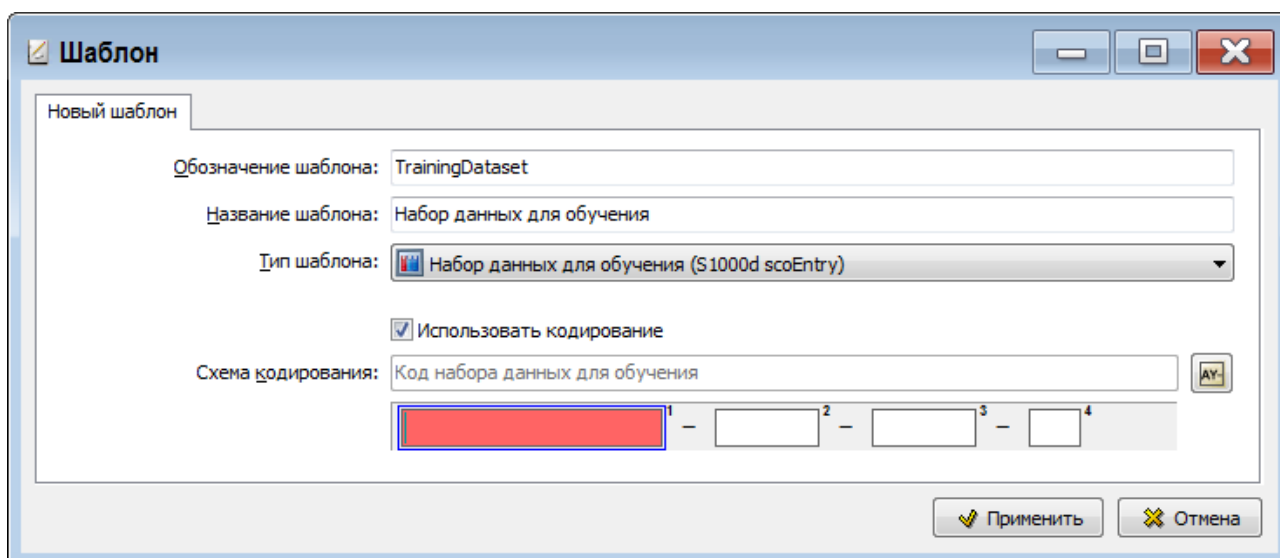 Шаблон
Новый шаблон
Обозначение шаблона: TrainingDataset
Название шаблона: Набор данных для обучения
Тип шаблона: Набор данных для обучения (S1000d scoEntry)
Использовать кодирование
Схема кодирования: Код набора данных для обучения AY-
1 – 2 – 3 – 4
Применить Отмена